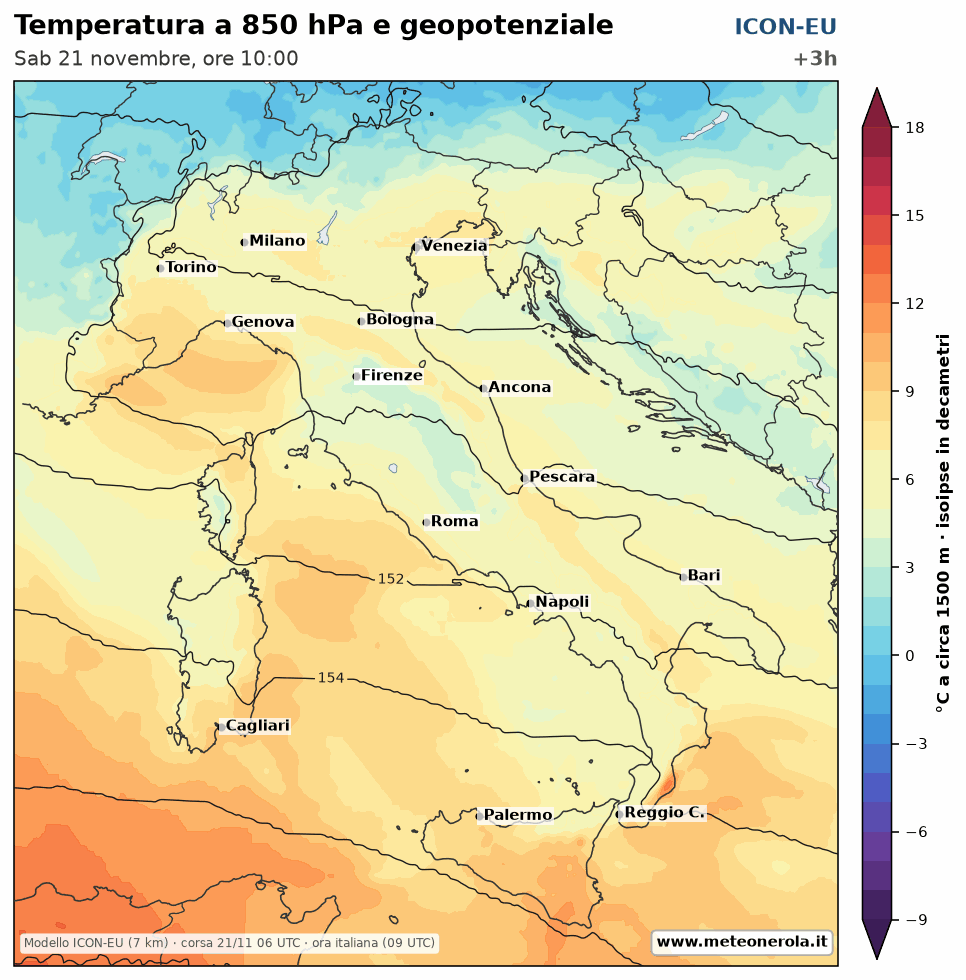 Temperatura a 850 hPa e geopotenziale
ICON-EU
Sab 21 novembre, ore 10:00
+3h
Milano
Venezia
Torino
Genova
Bologna
Firenze
Ancona
Pescara
Roma
152
Bari
Napoli
154
Cagliari
Palermo
Reggio C.
Modello ICON-EU (7 km) · corsa 21/11 06 UTC · ora italiana (09 UTC)
www.meteonerola.it
18
15
12
9
6
3
0
−3
−6
−9
°C a circa 1500 m · isoipse in decametri